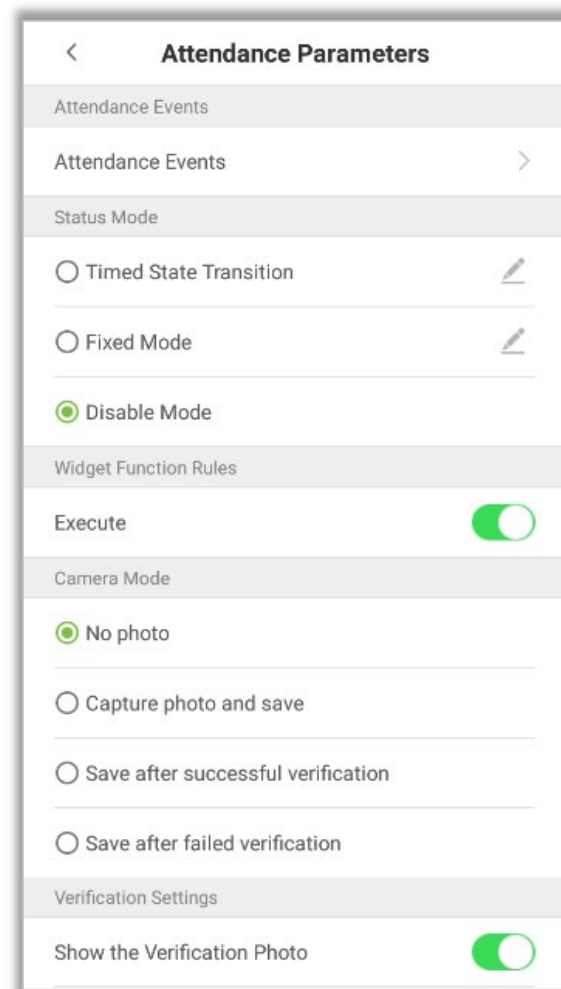 Attendance Parameters
Attendance Events
Attendance Events
Status Mode
Timed State Transition
Fixed Mode
Disable Mode
Widget Function Rules
Execute
Camera Mode
No photo
Capture photo and save
Save after successful verification
Save after failed verification
Verification Settings
Show the Verification Photo